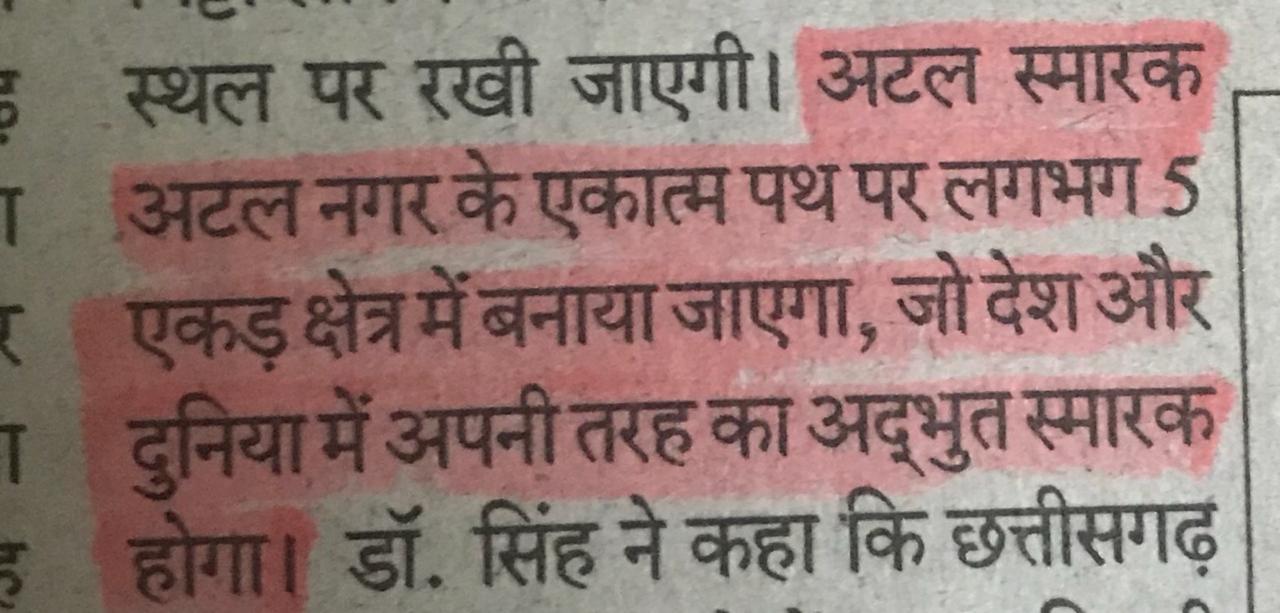 स्थल पर रखी जाएगी। अटल स्मारक
अटल नगर के एकात्म पथ पर लगभग 5
एकड़ क्षेत्र में बनाया जाएगा, जो देश और
दुनिया में अपनी तरह का अद्‌भुत स्मारक
होगा। डॉ. सिंह ने कहा कि छत्तीसगढ़